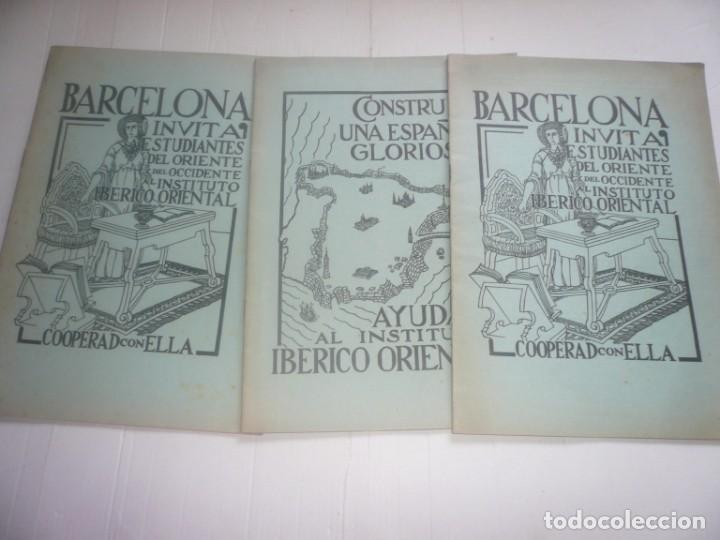 BARCELONA
INVITA A
ESTUDIANTES
DEL ORIENTE
Y DEL OCCIDENTE
AL INSTITUTO
IBERICO ORIENTAL
COOPERAD CON ELLA
CONSTRU
UNA ESPAÑ
GLORIOS
AYUDA
AL INSTITU
IBERICO ORIEN
BARCELONA
INVITA A
ESTUDIANTES
DEL ORIENTE
Y DEL OCCIDENTE
AL INSTITUTO
IBERICO ORIENTAL
COOPERAD CON ELLA
todocoleccion